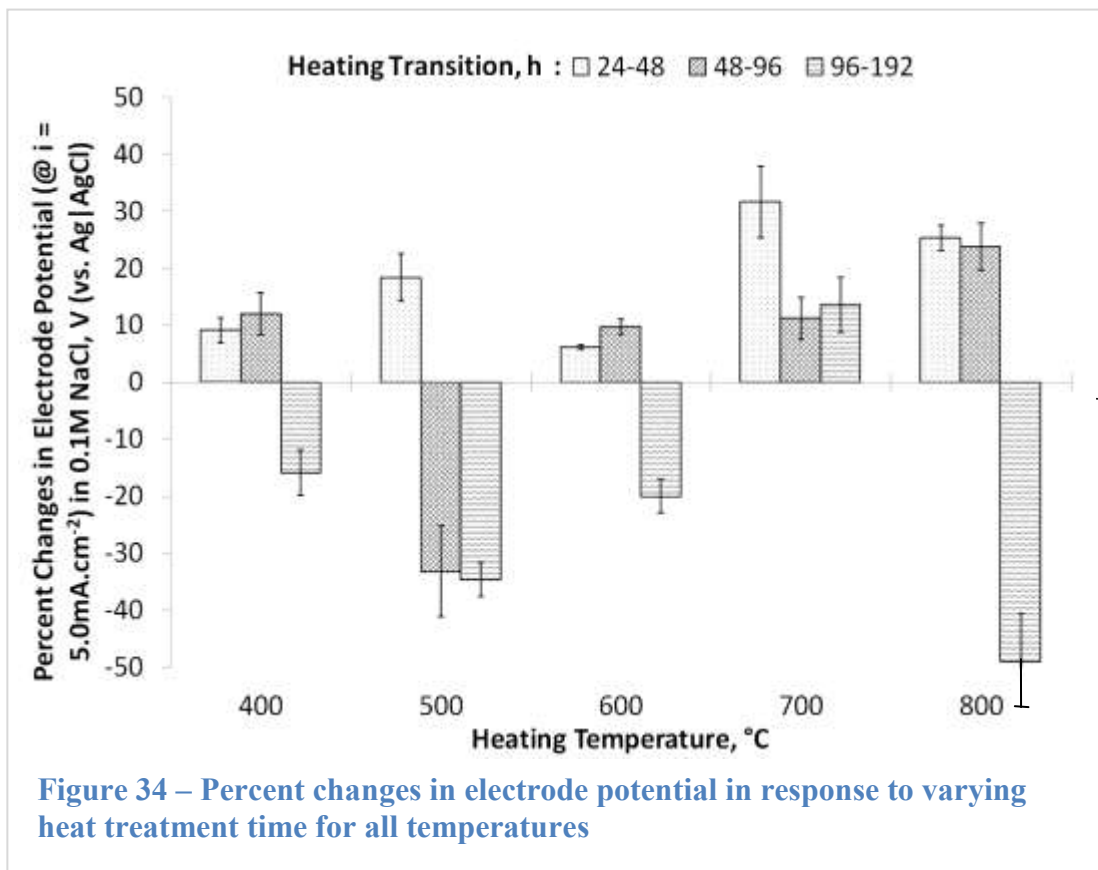 Heating Transition, h : 24-48 48-96 96-192
Percent Changes in Electrode Potential (@ i =
5.0mA.cm⁻²) in 0.1M NaCl, V (vs. Ag|AgCl)
50
40
30
20
10
0
-10
-20
-30
-40
-50
400 500 600 700 800
Heating Temperature, °C
Figure 34 – Percent changes in electrode potential in response to varying
heat treatment time for all temperatures